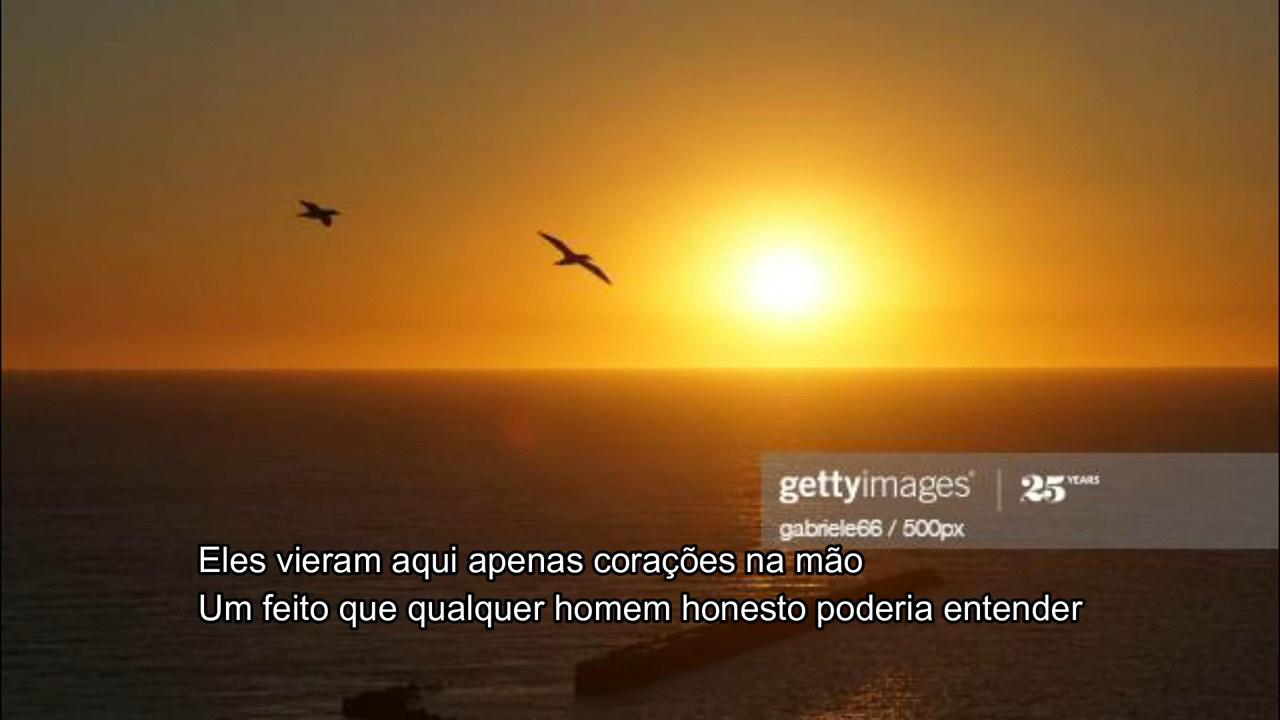 gettyimages® | 25 YEARS
gabriele66 / 500px
Eles vieram aqui apenas corações na mão
Um feito que qualquer homem honesto poderia entender